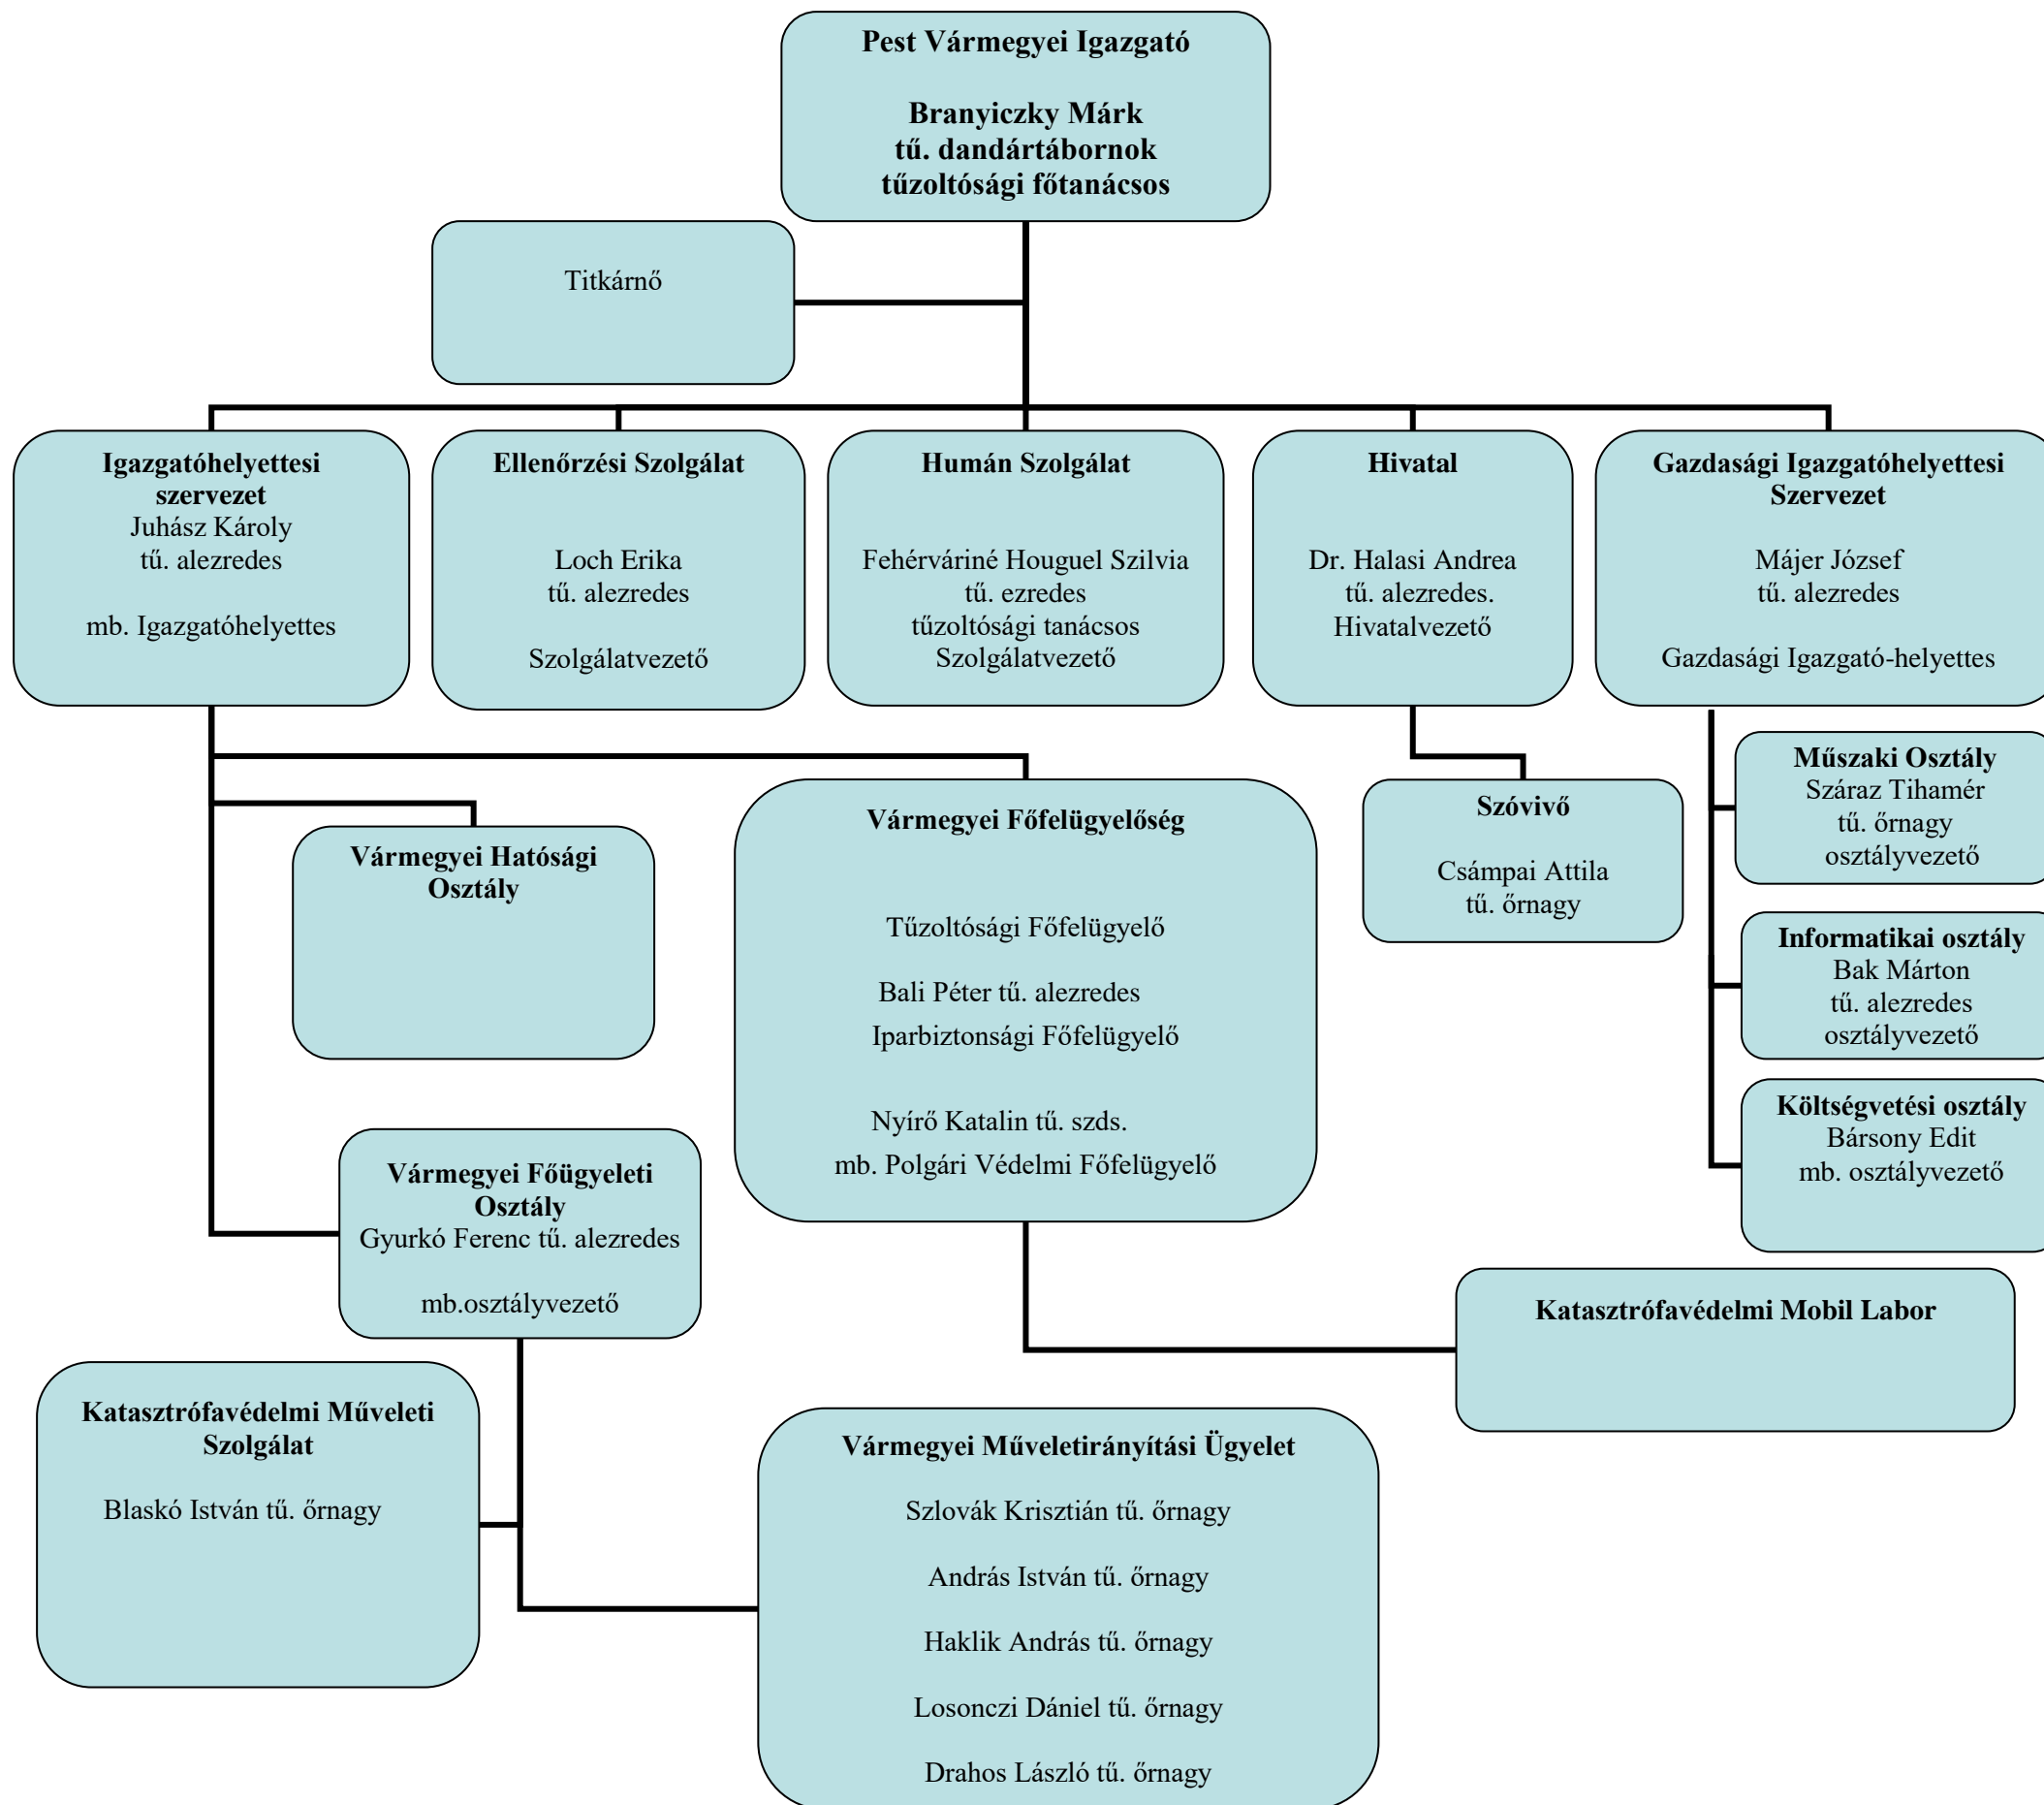 Pest Vármegyei Igazgató
Branyiczky Márk
tű. dandártábornok
tűzoltósági főtanácsos
Titkárnő
Igazgatóhelyettesi
szervezet
Juhász Károly
tű. alezredes
mb. Igazgatóhelyettes
Ellenőrzési Szolgálat
Loch Erika
tű. alezredes
Szolgálatvezető
Humán Szolgálat
Fehérváriné Houguel Szilvia
tű. ezredes
tűzoltósági tanácsos
Szolgálatvezető
Hivatal
Dr. Halasi Andrea
tű. alezredes.
Hivatalvezető
Gazdasági Igazgatóhelyettesi
Szervezet
Májer József
tű. alezredes
Gazdasági Igazgató-helyettes
Vármegyei Hatósági
Osztály
Vármegyei Főfelügyelőség
Tűzoltósági Főfelügyelő
Bali Péter tű. alezredes
Iparbiztonsági Főfelügyelő
Nyírő Katalin tű. szds.
mb. Polgári Védelmi Főfelügyelő
Szóvivő
Csámpai Attila
tű. őrnagy
Műszaki Osztály
Száraz Tihamér
tű. őrnagy
osztályvezető
Informatikai osztály
Bak Márton
tű. alezredes
osztályvezető
Költségvetési osztály
Bársony Edit
mb. osztályvezető
Vármegyei Főügyeleti
Osztály
Gyurkó Ferenc tű. alezredes
mb.osztályvezető
Katasztrófavédelmi Mobil Labor
Katasztrófavédelmi Műveleti
Szolgálat
Blaskó István tű. őrnagy
Vármegyei Műveletirányítási Ügyelet
Szlovák Krisztián tű. őrnagy
András István tű. őrnagy
Haklik András tű. őrnagy
Losonczi Dániel tű. őrnagy
Drahos László tű. őrnagy